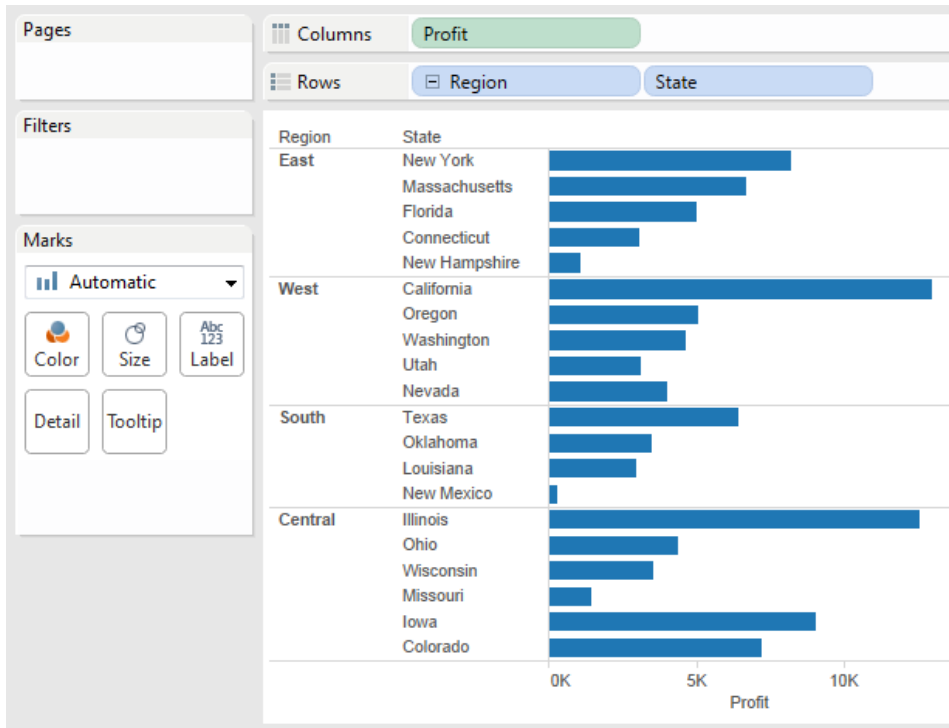 Pages
Columns Profit
Rows Region State
Filters
Marks
Automatic
Color Size Abc 123 Label
Detail Tooltip
Region State
East New York
Massachusetts
Florida
Connecticut
New Hampshire
West California
Oregon
Washington
Utah
Nevada
South Texas
Oklahoma
Louisiana
New Mexico
Central Illinois
Ohio
Wisconsin
Missouri
Iowa
Colorado
0K 5K 10K
Profit